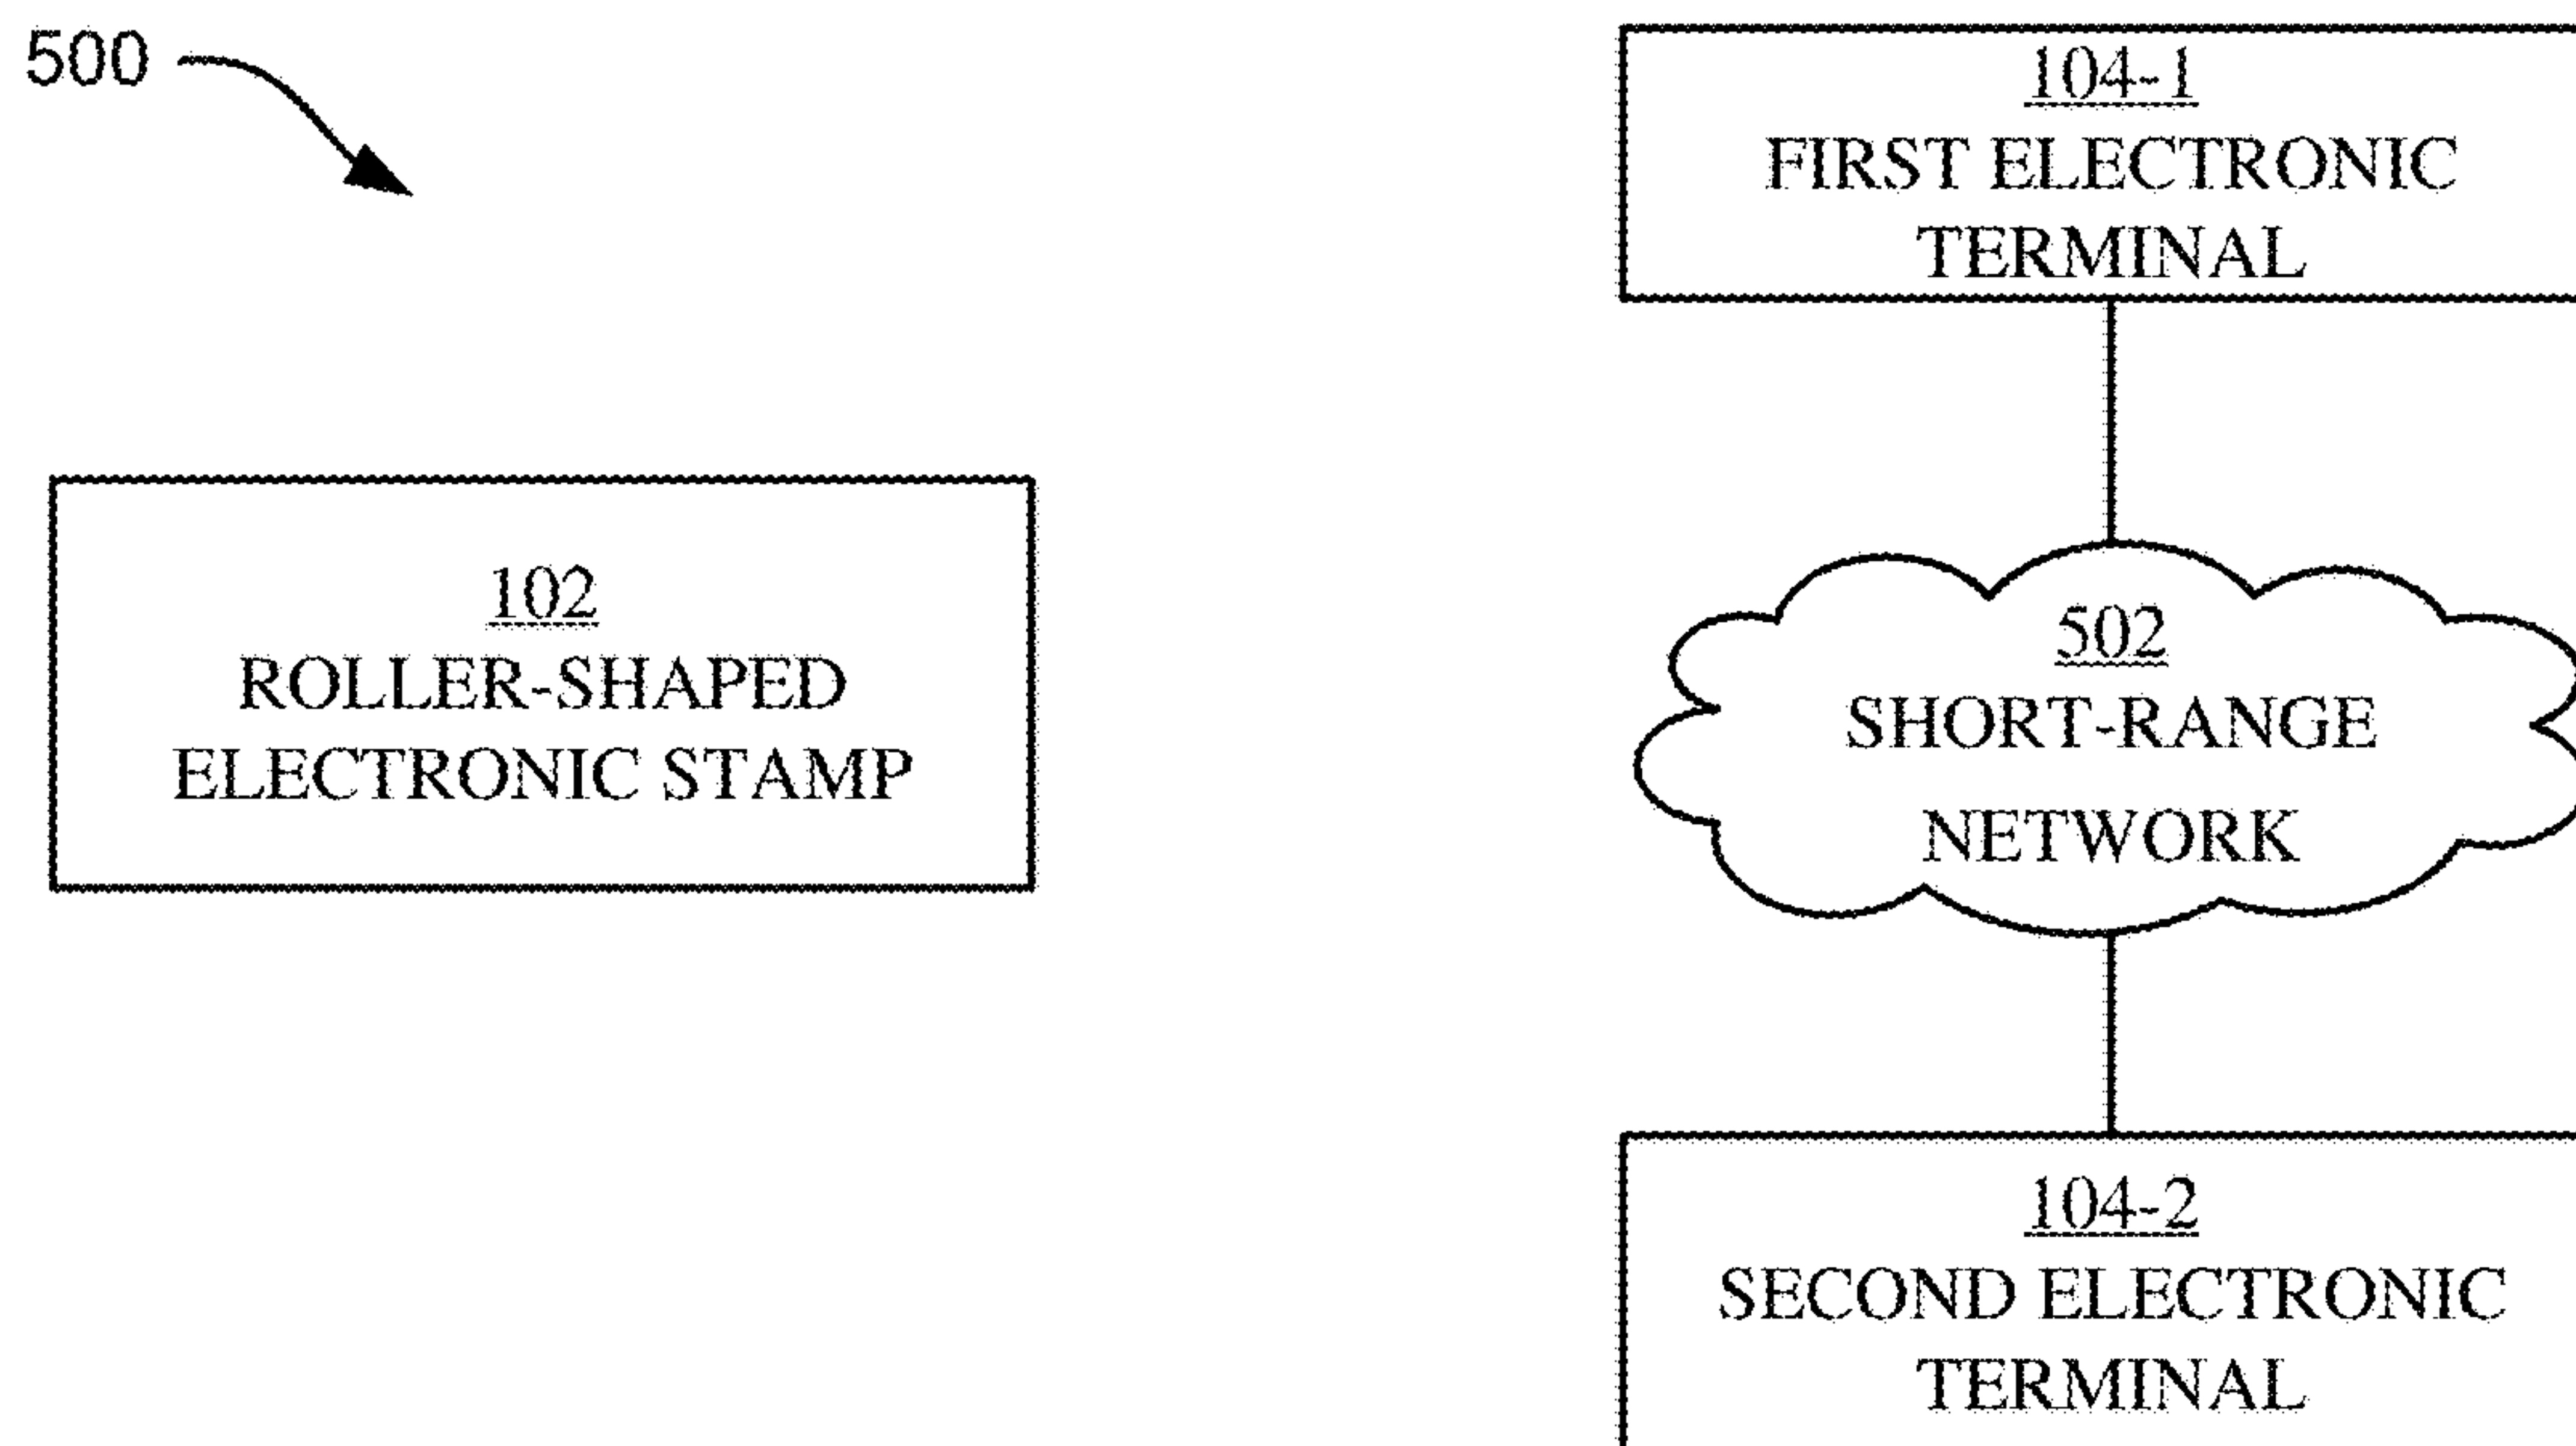 500
104-1
FIRST ELECTRONIC
TERMINAL
102
ROLLER-SHAPED
ELECTRONIC STAMP
502
SHORT-RANGE
NETWORK
104-2
SECOND ELECTRONIC
TERMINAL